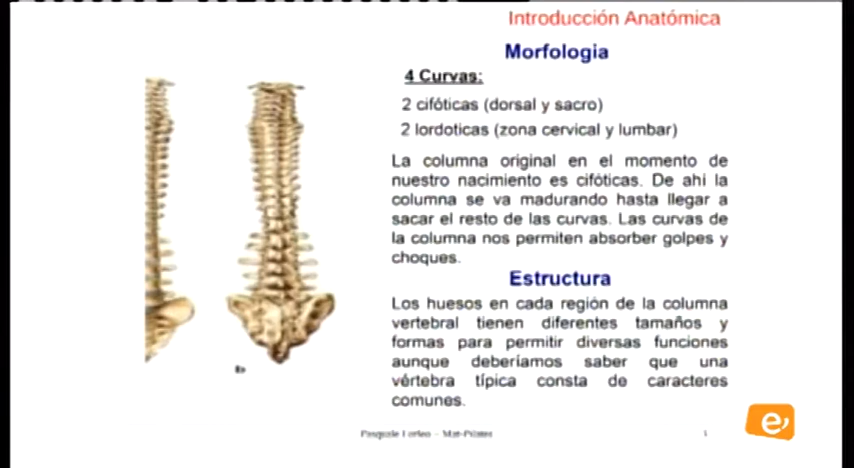 Introducción Anatómica
Morfologia
4 Curvas:
2 cifóticas (dorsal y sacro)
2 lordoticas (zona cervical y lumbar)
La columna original en el momento de
nuestro nacimiento es cifóticas. De ahí la
columna se va madurando hasta llegar a
sacar el resto de las curvas. Las curvas de
la columna nos permiten absorber golpes y
choques.
Estructura
Los huesos en cada región de la columna
vertebral tienen diferentes tamaños y
formas para permitir diversas funciones
aunque deberíamos saber que una
vértebra típica consta de caracteres
comunes.
b
- Mat-Pilates
e